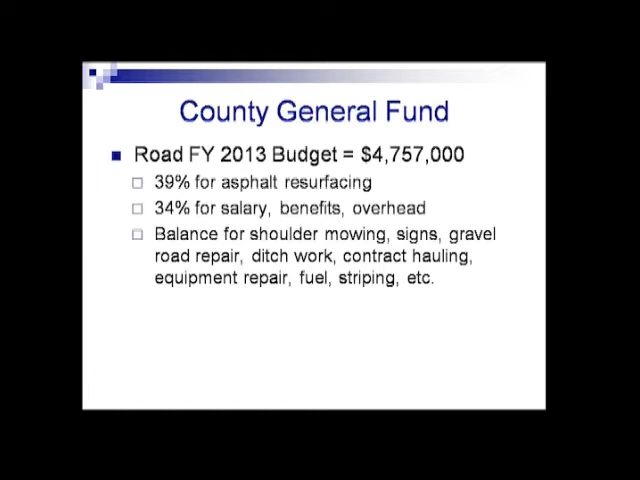 County General Fund
Road FY 2013 Budget = $4,757,000
39% for asphalt resurfacing
34% for salary, benefits, overhead
Balance for shoulder mowing, signs, gravel
road repair, ditch work, contract hauling,
equipment repair, fuel, striping, etc.